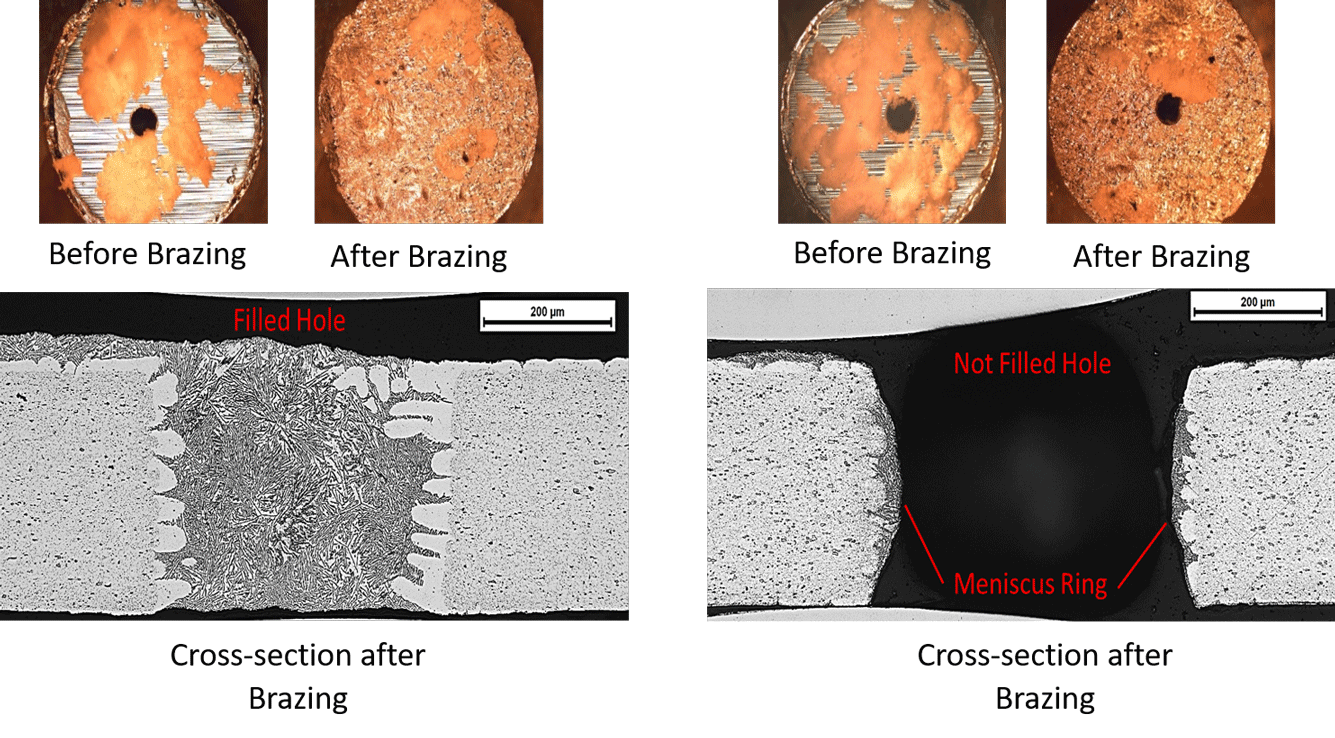 Before Brazing
After Brazing
Before Brazing
After Brazing
Filled Hole
200 µm
200 µm
Not Filled Hole
Meniscus Ring
Cross-section after
Brazing
Cross-section after
Brazing